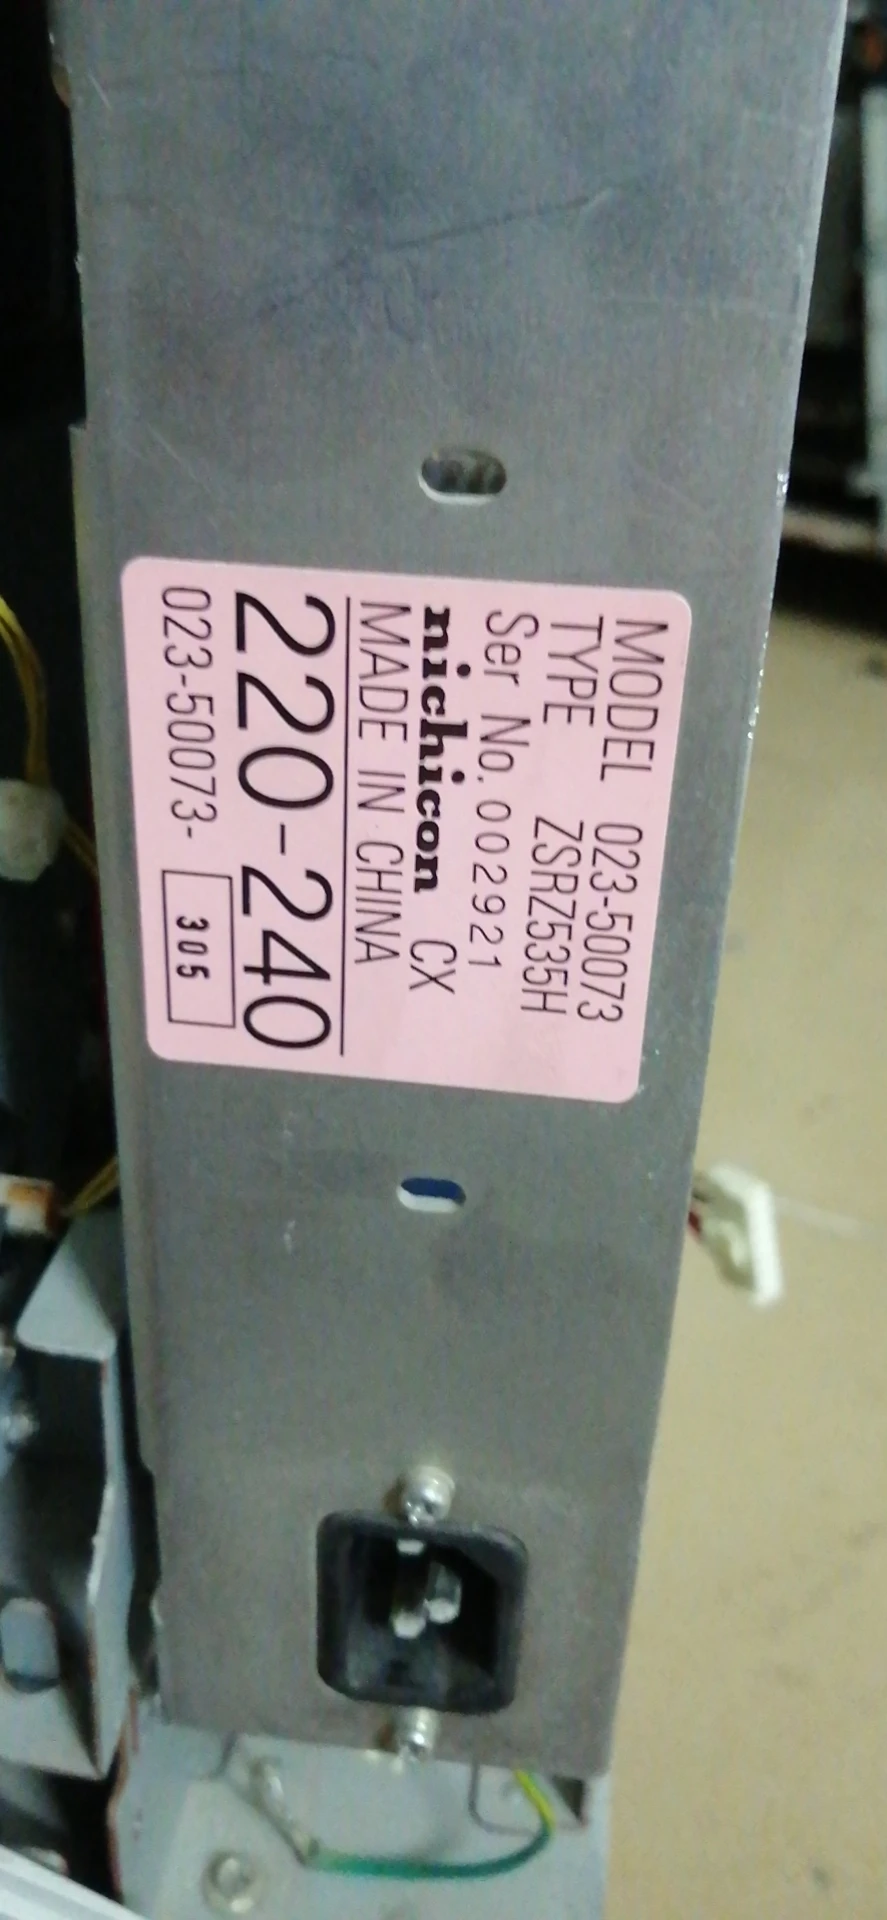 MODEL 023-50073
TYPE ZSRZ535H
Ser No. 002921
nichicon CX
MADE IN CHINA
220-240
023-50073- 305